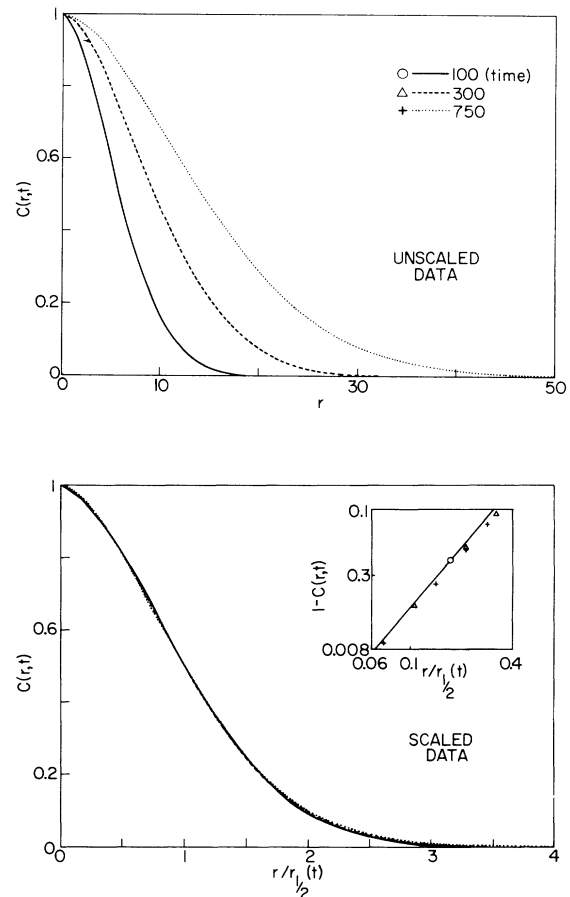 1
0.6
0.2
0
C(r,t)
100 (time)
300
750
UNSCALED
DATA
0 10 30 50
r
1
0.6
0.2
0
C(r,t)
0.1
0.3
0.008
1-C(r,t)
0.06 0.1 0.4
r/r1/2(t)
SCALED
DATA
0 1 2 3 4
r/r1/2(t)